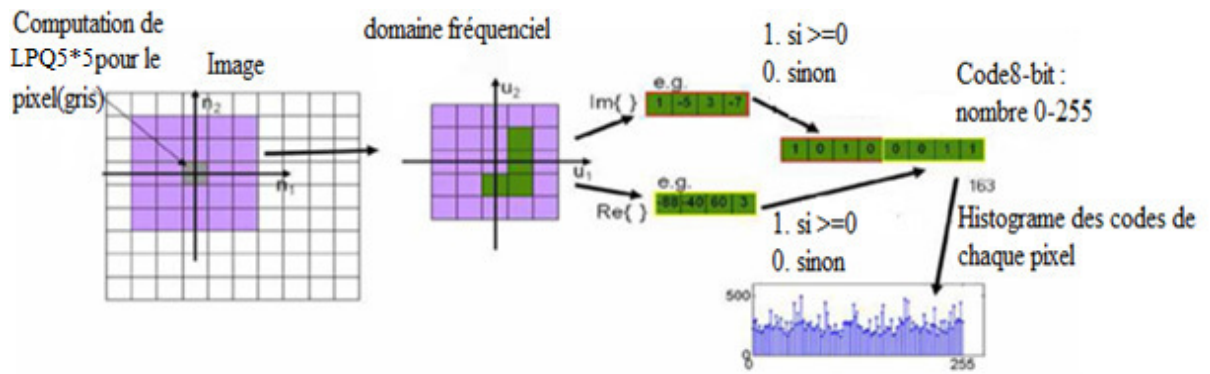 Computation de
LPQ5*5pour le
pixel(gris)
Image
n2
n1
domaine fréquenciel
u2
u1
Im{ }
e.g.
1 -5 3 -7
Re{ }
e.g.
-88 -40 60 3
1. si >=0
0. sinon
1. si >=0
0. sinon
Code8-bit :
nombre 0-255
1 0 1 0 0 0 1 1
163
Histograme des codes de
chaque pixel
500
0
0
255